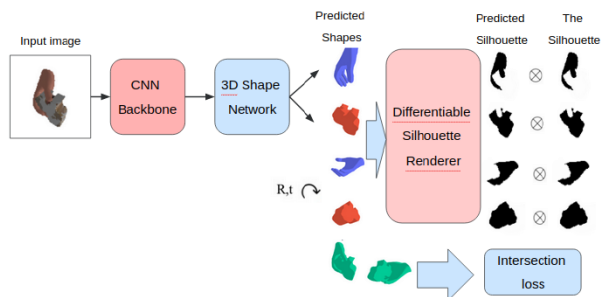 Input image
CNN
Backbone
3D Shape
Network
Predicted
Shapes
R,t
Differentiable
Silhouette
Renderer
Predicted
Silhouette
The
Silhouette
Intersection
loss